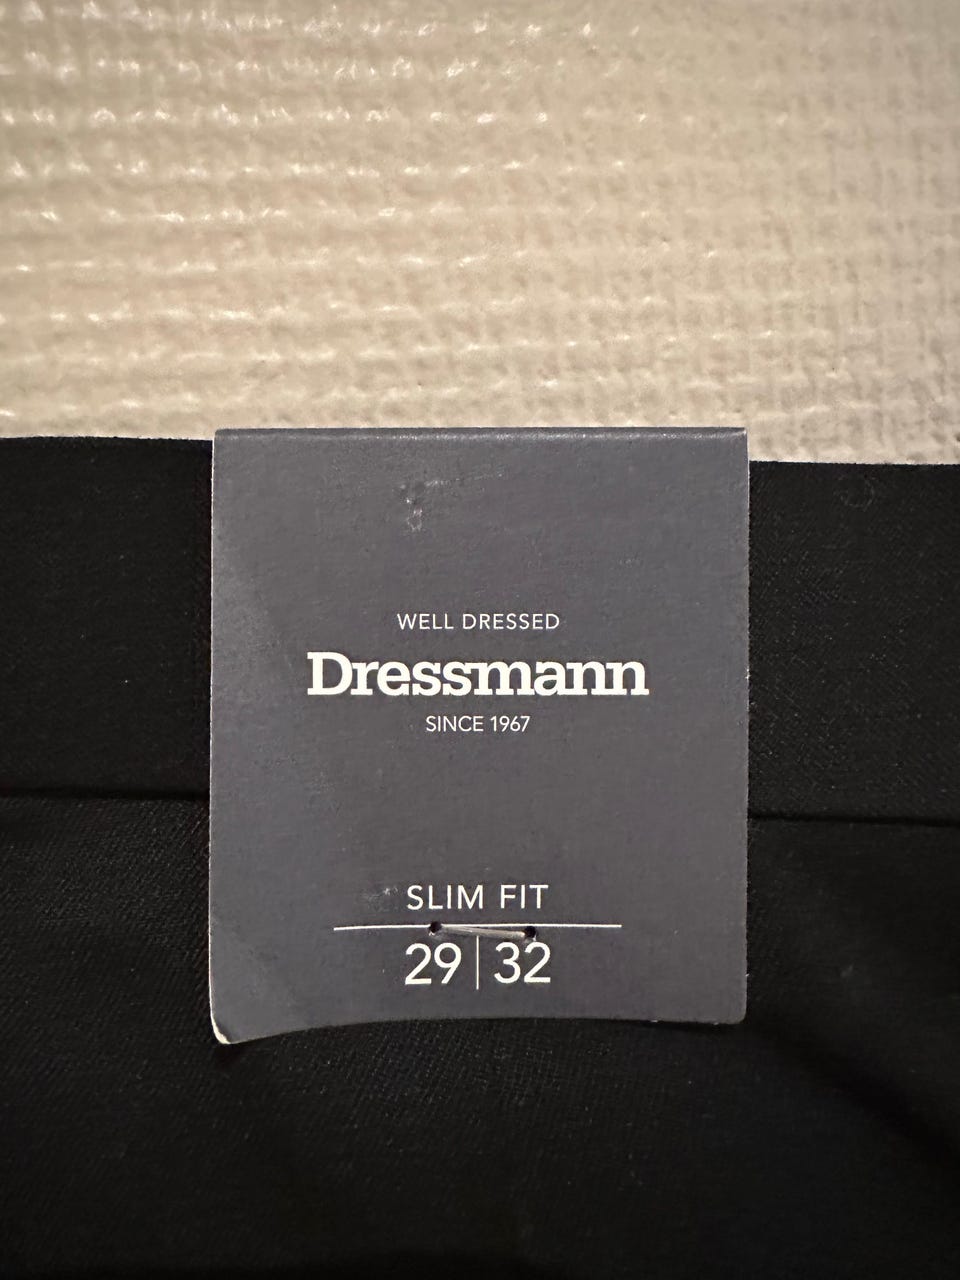 WELL DRESSED
Dressmann
SINCE 1967
SLIM FIT
29 | 32